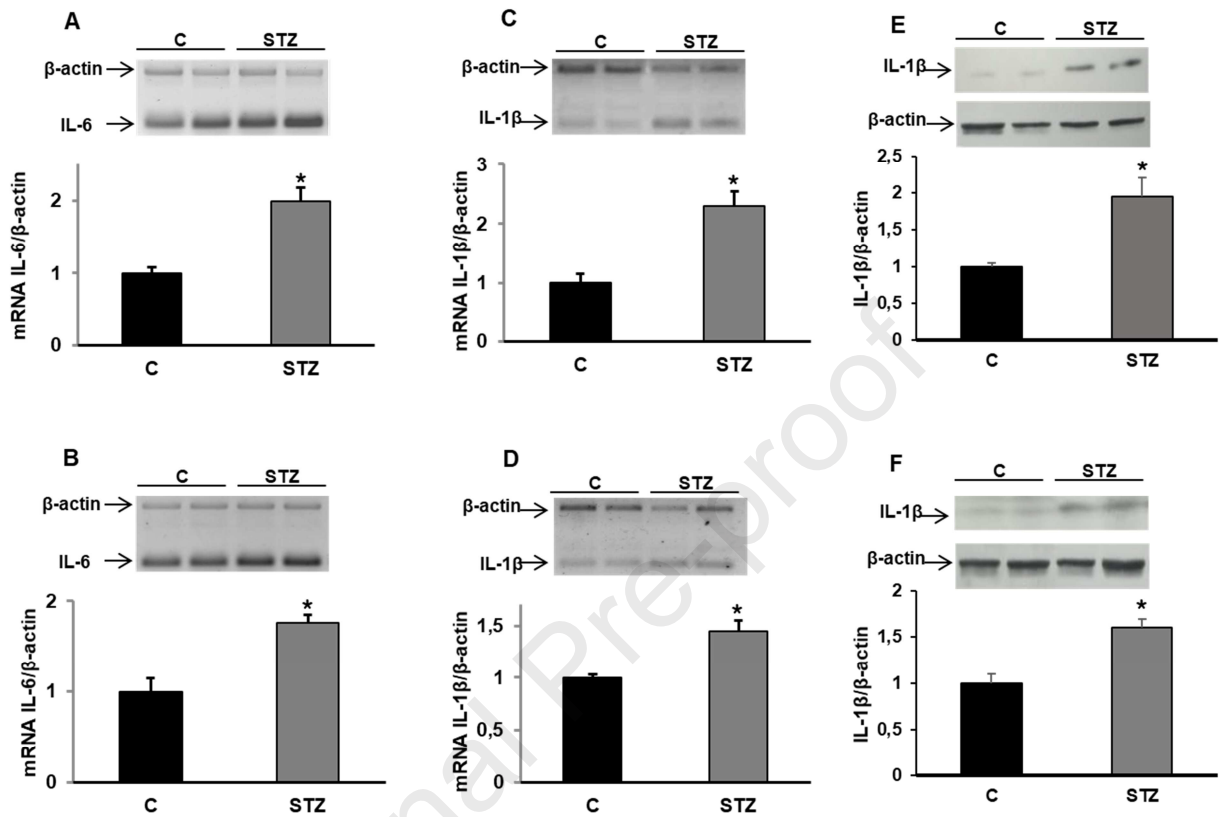 A
C STZ
β-actin
IL-6
mRNA IL-6/β-actin
2
1
0
*
C STZ
C
C STZ
β-actin
IL-1β
mRNA IL-1β/β-actin
3
2
1
0
*
C STZ
E
C STZ
IL-1β
β-actin
IL-1β/β-actin
2,5
2
1,5
1
0,5
0
*
C STZ
B
C STZ
β-actin
IL-6
mRNA IL-6/β-actin
2
1
0
*
C STZ
D
C STZ
β-actin
IL-1β
mRNA IL-1β/β-actin
1,5
1
0,5
0
*
C STZ
F
C STZ
IL-1β
β-actin
IL-1β/β-actin
2
1,5
1
0,5
0
*
C STZ
nal Pre-proof